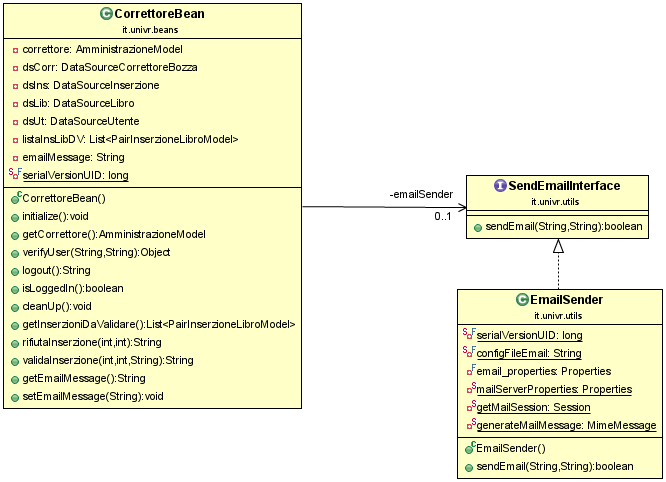 CorrettoreBean
it.univr.beans
correttore: AmministrazioneModel
dsCorr: DataSourceCorrettoreBozza
dsIns: DataSourceInserzione
dsLib: DataSourceLibro
dsUt: DataSourceUtente
listaInsLibDV: List<PairInserzioneLibroModel>
emailMessage: String
serialVersionUID: long
CorrettoreBean()
initialize():void
getCorrettore():AmministrazioneModel
verifyUser(String,String):Object
logout():String
isLoggedIn():boolean
cleanUp():void
getInserzioniDaValidare():List<PairInserzioneLibroModel>
rifiutaInserzione(int,int):String
validaInserzione(int,int,String):String
getEmailMessage():String
setEmailMessage(String):void
-emailSender
0..1
SendEmailInterface
it.univr.utils
sendEmail(String,String):boolean
EmailSender
it.univr.utils
serialVersionUID: long
configFileEmail: String
email_properties: Properties
mailServerProperties: Properties
getMailSession: Session
generateMailMessage: MimeMessage
EmailSender()
sendEmail(String,String):boolean